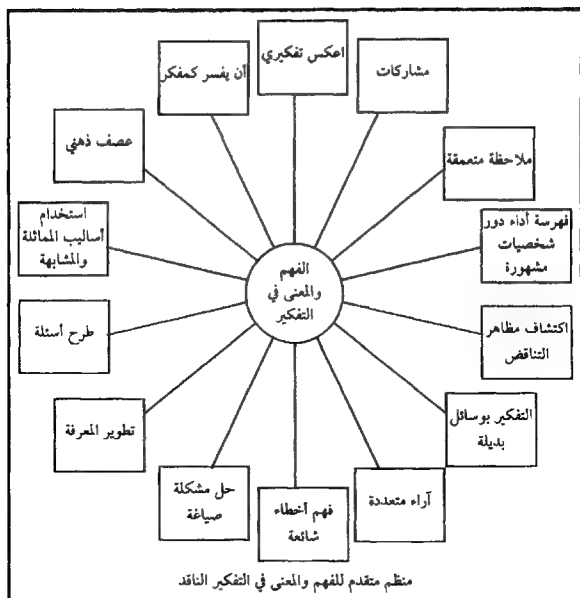 اعكس تفكيري
مشاركات
ملاحظة متعمقة
فهرسة أداء دور
شخصيات
مشهورة
اكتشاف مظاهر
التناقض
التفكير بوسائل
بديلة
آراء متعددة
فهم أخطاء
شائعة
حل مشكلة
صياغة
تطوير المعرفة
طرح أسئلة
استخدام
أساليب المماثلة
والمشابهة
عصف ذهني
أن يفسر كمفكر
الفهم
والمعنى في
التفكير
منظم متقدم للفهم والمعنى في التفكير الناقد